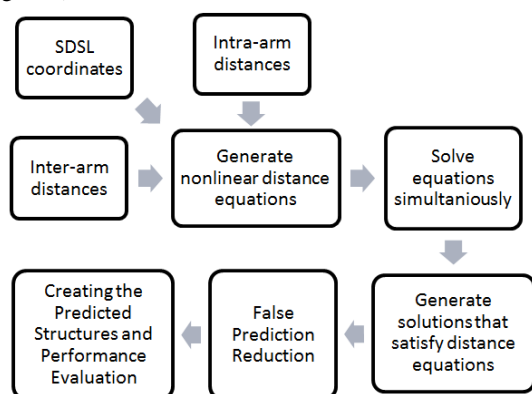 SDSL
coordinates
Intra-arm
distances
Inter-arm
distances
Generate
nonlinear distance
equations
Solve
equations
simultaniously
Generate
solutions that
satisfy distance
equations
False
Prediction
Reduction
Creating the
Predicted
Structures and
Performance
Evaluation